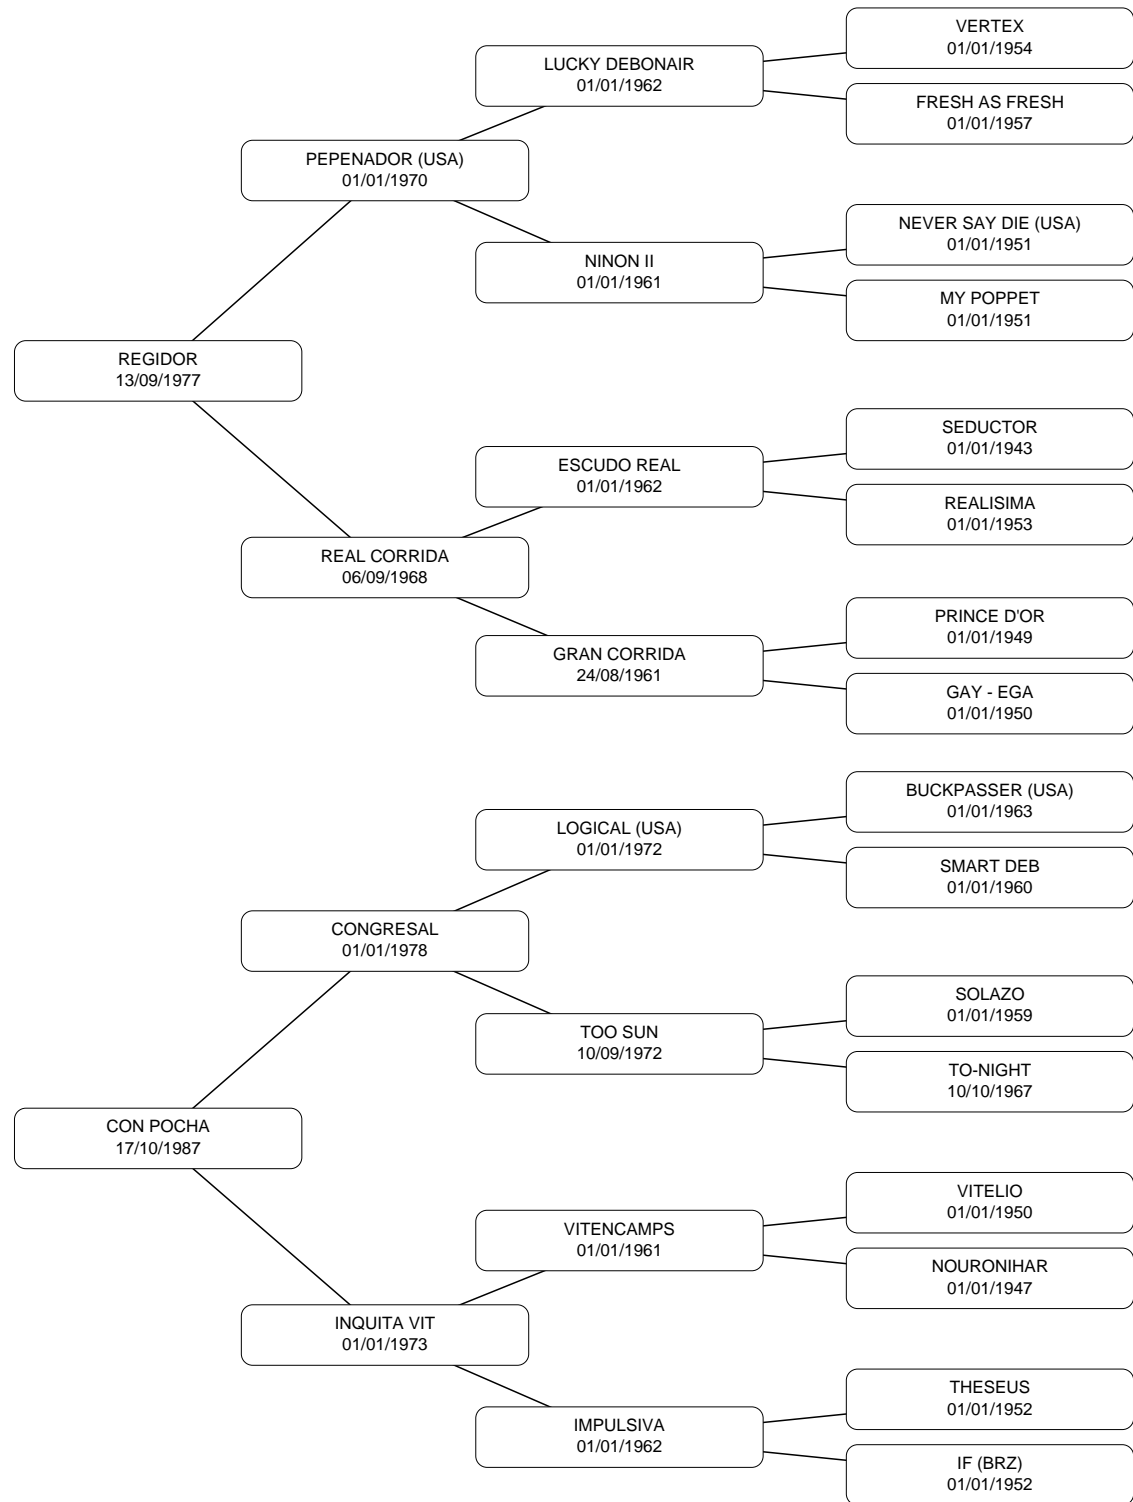 VERTEX
01/01/1954
LUCKY DEBONAIR
01/01/1962
FRESH AS FRESH
01/01/1957
PEPENADOR (USA)
01/01/1970
NEVER SAY DIE (USA)
01/01/1951
NINON II
01/01/1961
MY POPPET
01/01/1951
REGIDOR
13/09/1977
SEDUCTOR
01/01/1943
ESCUDO REAL
01/01/1962
REALISIMA
01/01/1953
REAL CORRIDA
06/09/1968
PRINCE D'OR
01/01/1949
GRAN CORRIDA
24/08/1961
GAY - EGA
01/01/1950
BUCKPASSER (USA)
01/01/1963
LOGICAL (USA)
01/01/1972
SMART DEB
01/01/1960
CONGRESAL
01/01/1978
SOLAZO
01/01/1959
TOO SUN
10/09/1972
TO-NIGHT
10/10/1967
CON POCHA
17/10/1987
VITELIO
01/01/1950
VITENCAMPS
01/01/1961
NOURONIHAR
01/01/1947
INQUITA VIT
01/01/1973
THESEUS
01/01/1952
IMPULSIVA
01/01/1962
IF (BRZ)
01/01/1952